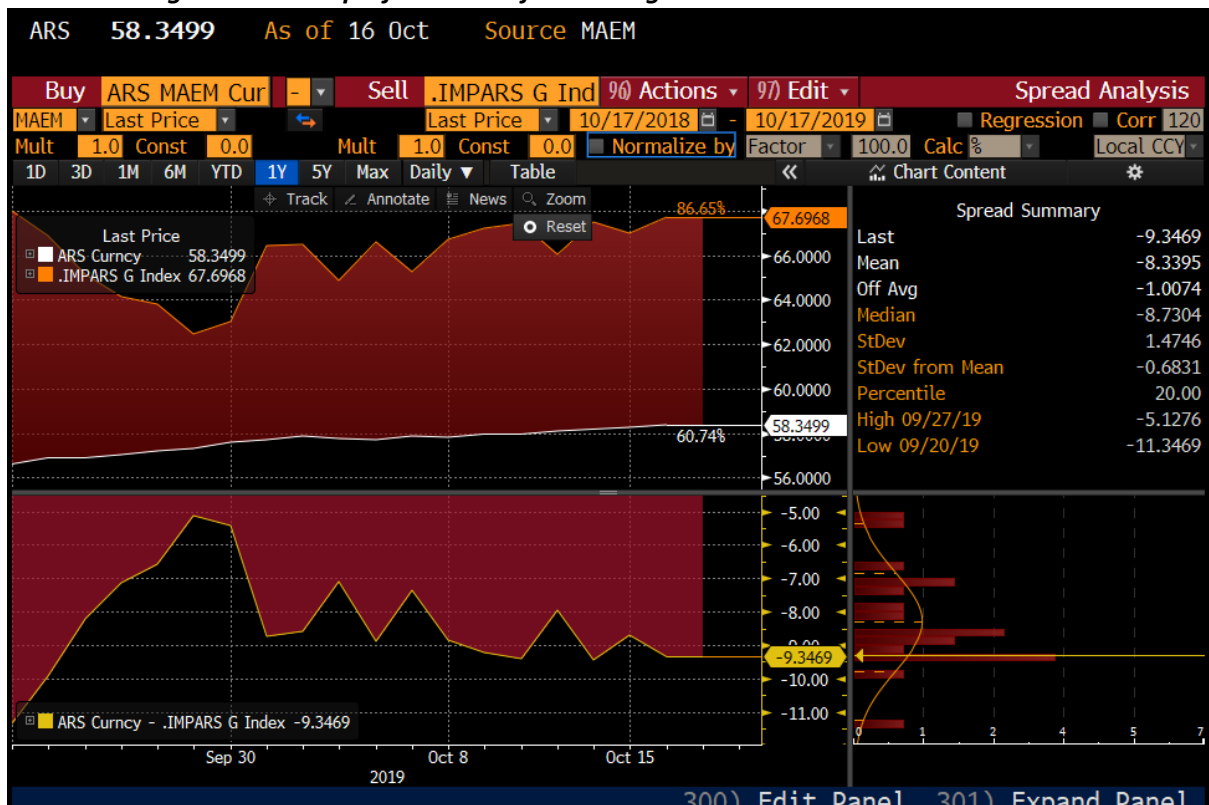 ARS 58.3499 As of 16 Oct Source MAEM
Buy ARS MAEM Cur - Sell .IMPARS G Ind 96) Actions 97) Edit Spread Analysis
MAEM Last Price Last Price 10/17/2018 - 10/17/2019 Regression Corr 120
Mult 1.0 Const 0.0 Mult 1.0 Const 0.0 Normalize by Factor 100.0 Calc % Local CCY
1D 3D 1M 6M YTD 1Y 5Y Max Daily ▼ Table « Chart Content
Track Annotate News Zoom
Reset
Last Price
ARS Curncy 58.3499
.IMPARS G Index 67.6968
86.65%
67.6968
66.0000
64.0000
62.0000
60.0000
58.3499
60.74%
58.0000
56.0000
Spread Summary
Last -9.3469
Mean -8.3395
Off Avg -1.0074
Median -8.7304
StDev 1.4746
StDev from Mean -0.6831
Percentile 20.00
High 09/27/19 -5.1276
Low 09/20/19 -11.3469
-5.00
-6.00
-7.00
-8.00
-9.00
-9.3469
-10.00
-11.00
ARS Curncy - .IMPARS G Index -9.3469
0 1 2 4 5 7
Sep 30 Oct 8 Oct 15
2019
300) Edit Panel 301) Expand Panel